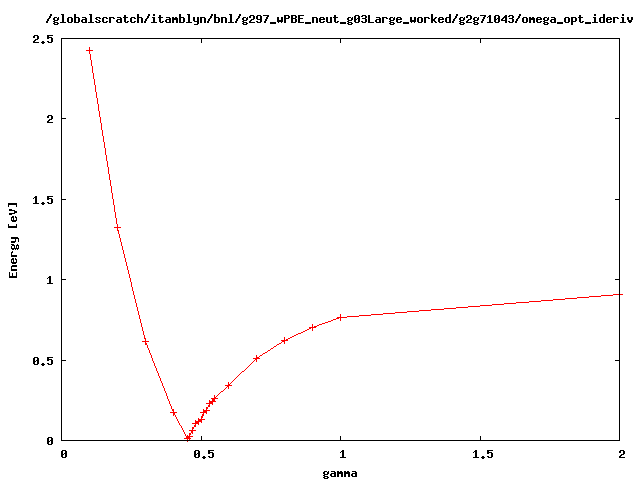 /globalscratch/itamblyn/bnl/g297_wPBE_neut_g03Large_worked/g2g71043/omega_opt_ideriv
2.5
2
1.5
1
0.5
0
Energy [eV]
0 0.5 1 1.5 2
gamma